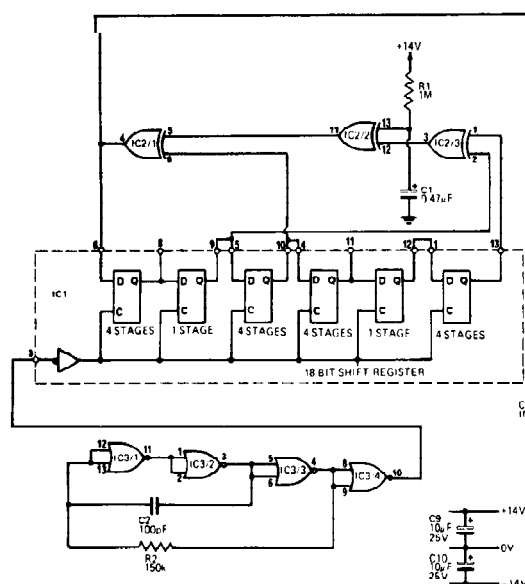 +14V
R1
1M
4
IC2/1
5
6
11
IC2/2
13
12
3
IC2/3
1
2
C1
0.47µF
6
8
9
5
10
4
11
12
1
13
IC1
D Q
D Q
D Q
D Q
D Q
D Q
C
C
C
C
C
C
4 STAGES
1 STAGE
4 STAGES
4 STAGES
1 STAGE
4 STAGES
3
18 BIT SHIFT REGISTER
12
13
IC3/1
11
1
2
IC3/2
3
5
6
IC3/3
4
8
9
IC3/4
10
C2
100pF
R2
150k
C9
10µF
25V
C10
10µF
25V
+14V
0V
-14V